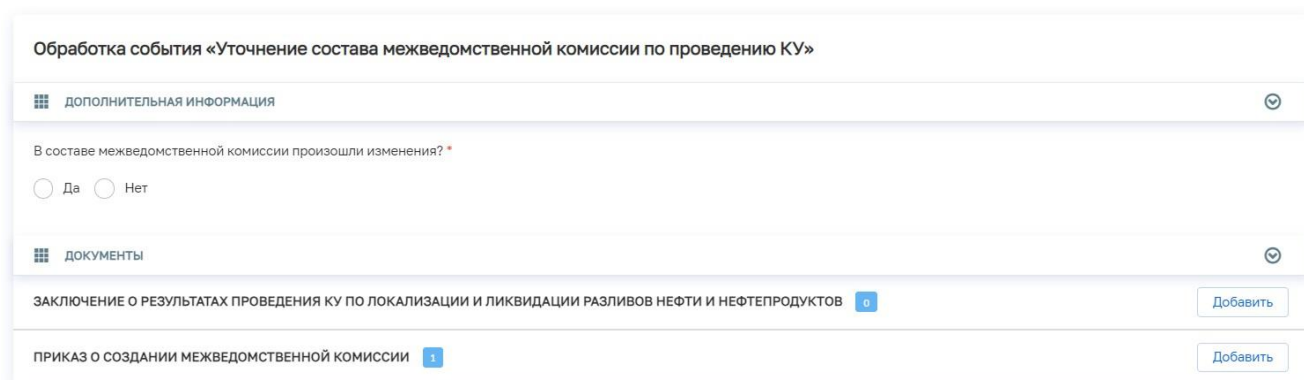 Обработка события «Уточнение состава межведомственной комиссии по проведению КУ»
ДОПОЛНИТЕЛЬНАЯ ИНФОРМАЦИЯ
В составе межведомственной комиссии произошли изменения? *
Да Нет
ДОКУМЕНТЫ
ЗАКЛЮЧЕНИЕ О РЕЗУЛЬТАТАХ ПРОВЕДЕНИЯ КУ ПО ЛОКАЛИЗАЦИИ И ЛИКВИДАЦИИ РАЗЛИВОВ НЕФТИ И НЕФТЕПРОДУКТОВ 0 Добавить
ПРИКАЗ О СОЗДАНИИ МЕЖВЕДОМСТВЕННОЙ КОМИССИИ 1 Добавить